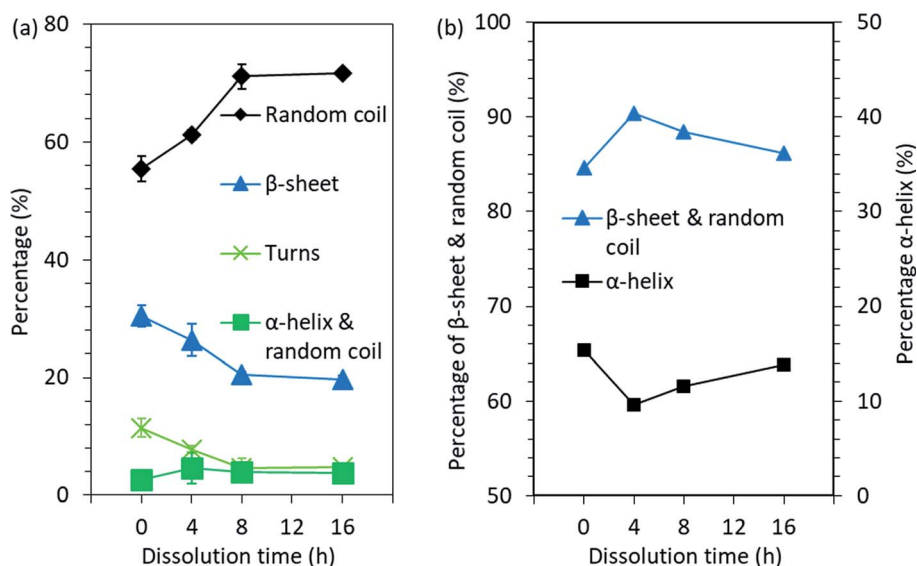 (a)
80
60
40
20
0
Percentage (%)
Random coil
β-sheet
Turns
α-helix &
random coil
0 4 8 12 16
Dissolution time (h)
(b)
100
90
80
70
60
50
Percentage of β-sheet & random coil (%)
β-sheet & random
coil
α-helix
50
40
30
20
10
0
Percentage α-helix (%)
0 4 8 12 16
Dissolution time (h)